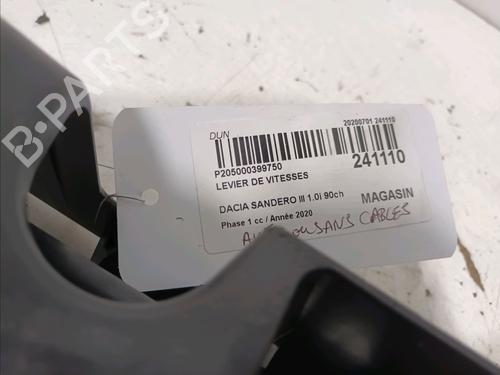 B-PARTS
DUN
20200701 241110
P205000399750
241110
LEVIER DE VITESSES
DACIA SANDERO III 1.0i 90ch
MAGASIN
Phase 1 cc / Année 2020
SANS CABLES